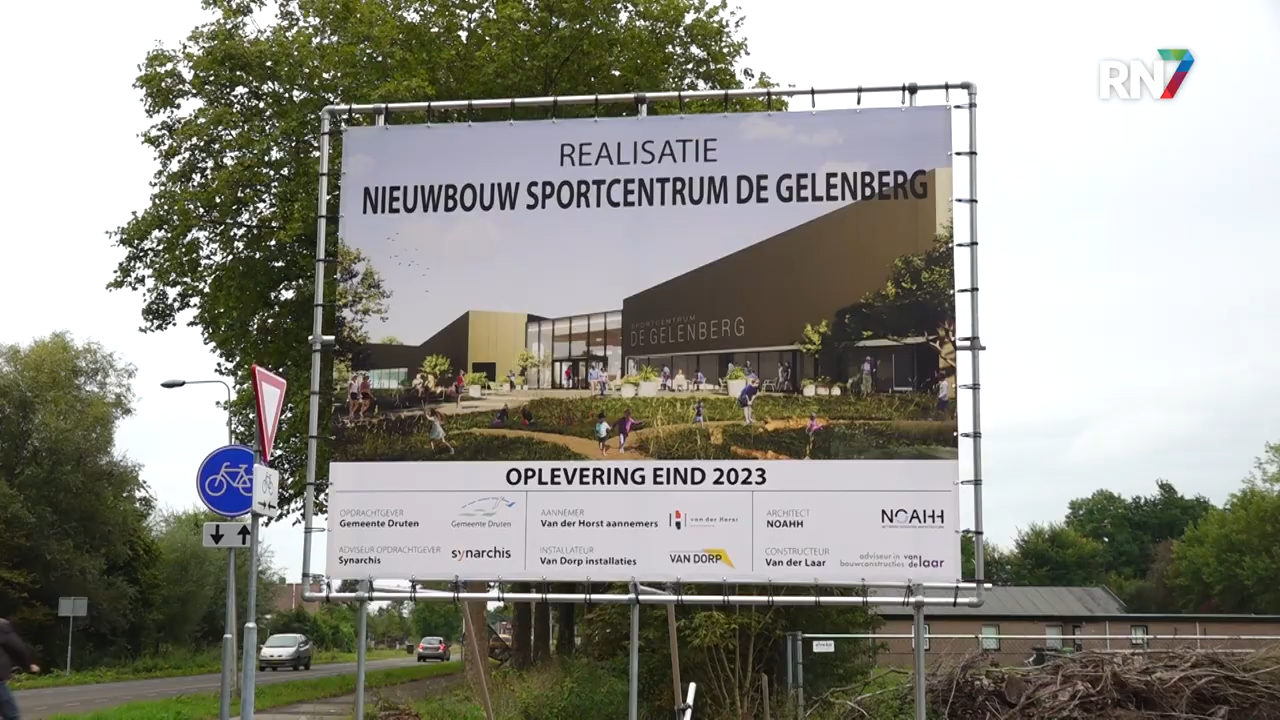 RN7
REALISATIE
NIEUWBOUW SPORTCENTRUM DE GELENBERG
SPORTCENTRUM
DE GELENBERG
OPLEVERING EIND 2023
OPDRACHTGEVER
Gemeente Druten
Gemeente Druten
AANNEMER
Van der Horst aannemers
van der Horst
ARCHITECT
NOAHH
NOAHH
ADVISEUR OPDRACHTGEVER
Synarchis
synarchis
INSTALLATEUR
Van Dorp installaties
VAN DORP
CONSTRUCTEUR
Van der Laar
adviseur in
bouwconstructies
van
de laar